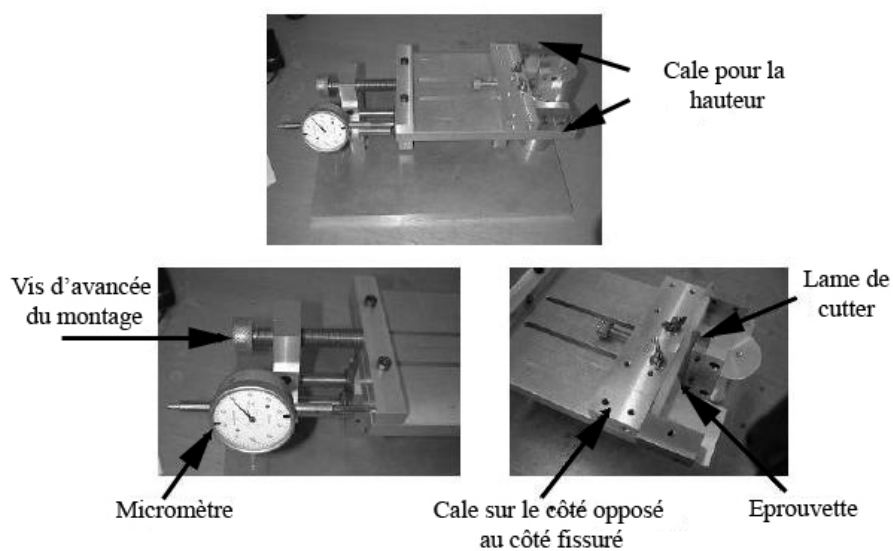 Cale pour la
hauteur
Vis d’avancée
du montage
Lame de
cutter
Micromètre
Cale sur le côté opposé
au côté fissuré
Eprouvette